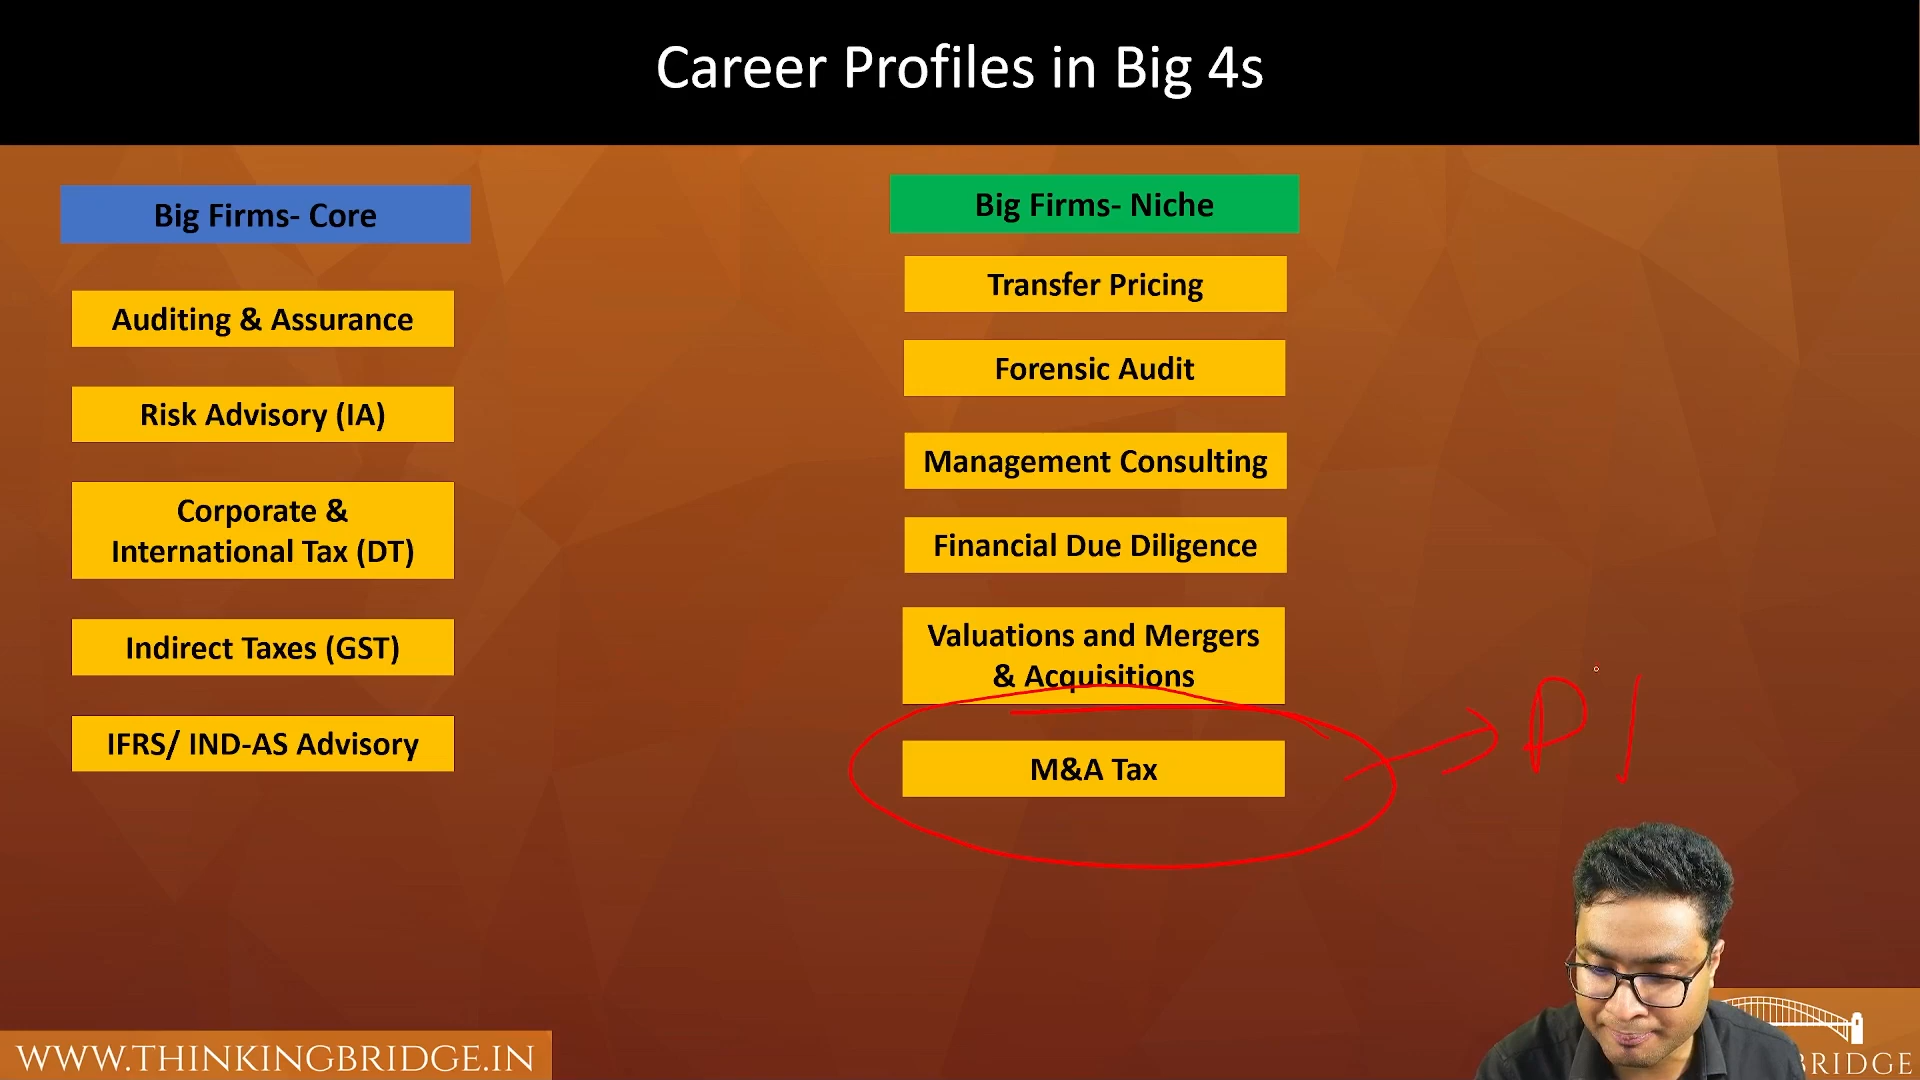 Career Profiles in Big 4s
Big Firms- Core
Auditing & Assurance
Risk Advisory (IA)
Corporate &
International Tax (DT)
Indirect Taxes (GST)
IFRS/ IND-AS Advisory
Big Firms- Niche
Transfer Pricing
Forensic Audit
Management Consulting
Financial Due Diligence
Valuations and Mergers
& Acquisitions
M&A Tax
WWW.THINKINGBRIDGE.IN